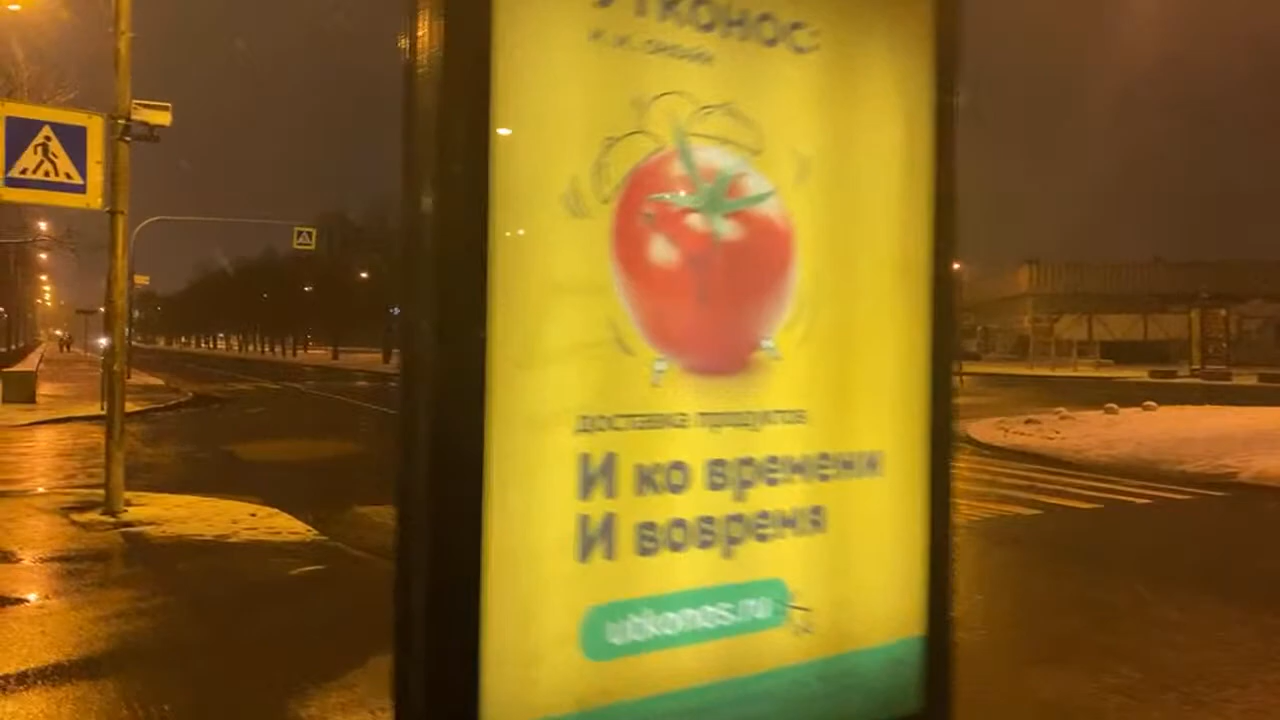 Утконос:
доставка продуктов
И ко времени
И вовремя
utkonos.ru